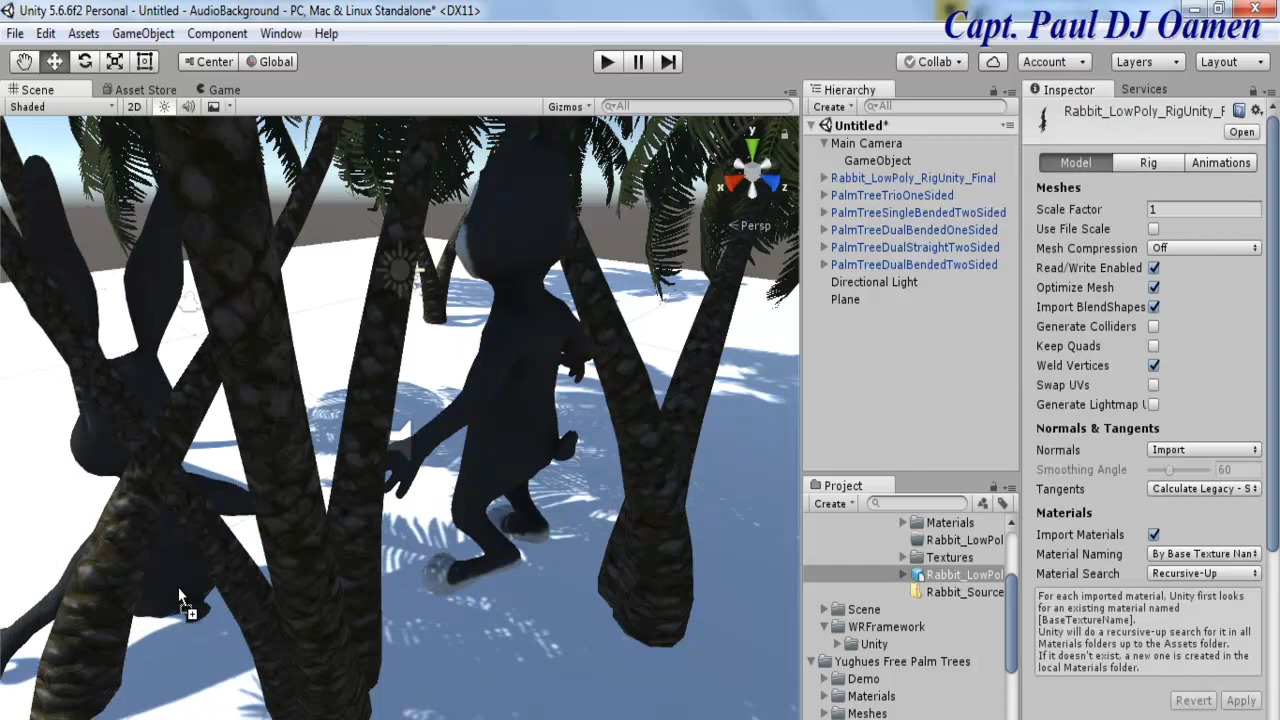 Unity 5.6.6f2 Personal - Untitled - AudioBackground - PC, Mac & Linux Standalone* <DX11>
Capt. Paul DJ Oamen
File Edit Assets GameObject Component Window Help
Center Global Collab Account Layers Layout
Scene Asset Store Game
Shaded 2D Gizmos All
y
x z
Persp
Hierarchy
Create All
Untitled*
Main Camera
GameObject
Rabbit_LowPoly_RigUnity_Final
PalmTreeTrioOneSided
PalmTreeSingleBendedTwoSided
PalmTreeDualBendedOneSided
PalmTreeDualStraightTwoSided
PalmTreeDualBendedTwoSided
Directional Light
Plane
Project
Create
Materials
Rabbit_LowPol
Textures
Rabbit_LowPol
Rabbit_Source
Scene
WRFramework
Unity
Yughues Free Palm Trees
Demo
Materials
Meshes
Inspector Services
Rabbit_LowPoly_RigUnity_F
Open
Model Rig Animations
Meshes
Scale Factor 1
Use File Scale
Mesh Compression Off
Read/Write Enabled
Optimize Mesh
Import BlendShapes
Generate Colliders
Keep Quads
Weld Vertices
Swap UVs
Generate Lightmap U
Normals & Tangents
Normals Import
Smoothing Angle 60
Tangents Calculate Legacy - S
Materials
Import Materials
Material Naming By Base Texture Nan
Material Search Recursive-Up
For each imported material, Unity first looks
for an existing material named
[BaseTextureName],
Unity will do a recursive-up search for it in all
Materials folders up to the Assets folder.
If it doesn't exist, a new one is created in the
local Materials folder.
Revert Apply